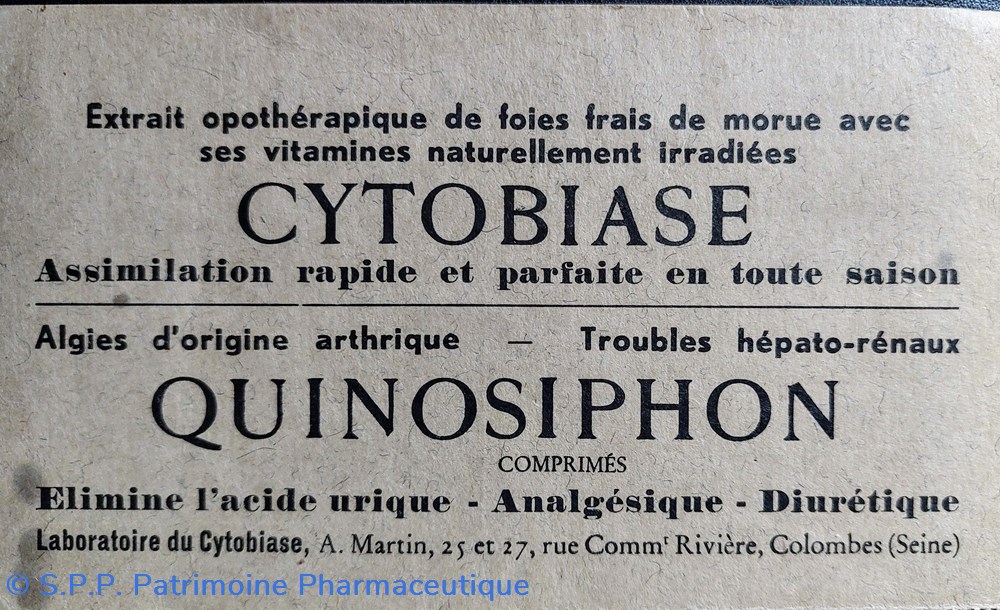 Extrait opothérapique de foies frais de morue avec
ses vitamines naturellement irradiées
CYTOBIASE
Assimilation rapide et parfaite en toute saison
Algies d'origine arthrique — Troubles hépato-rénaux
QUINOSIPHON
COMPRIMÉS
Elimine l'acide urique - Analgésique - Diurétique
Laboratoire du Cytobiase, A. Martin, 25 et 27, rue Commᵗ Rivière, Colombes (Seine)
© S.P.P. Patrimoine Pharmaceutique